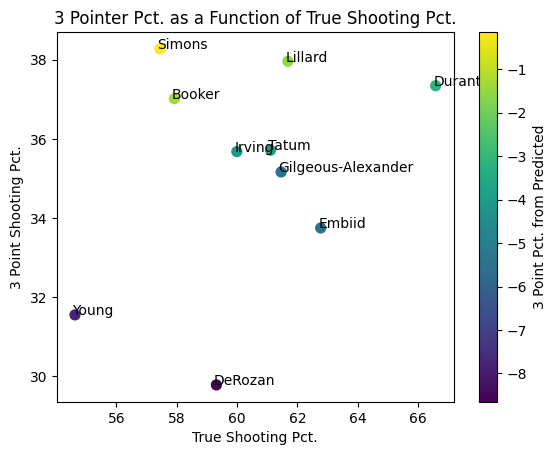 3 Pointer Pct. as a Function of True Shooting Pct.
Simons
Lillard
Durant
Booker
Irving
Tatum
Gilgeous-Alexander
Embiid
Young
DeRozan
38
36
34
32
30
3 Point Shooting Pct.
56 58 60 62 64 66
True Shooting Pct.
−1
−2
−3
−4
−5
−6
−7
−8
3 Point Pct. from Predicted